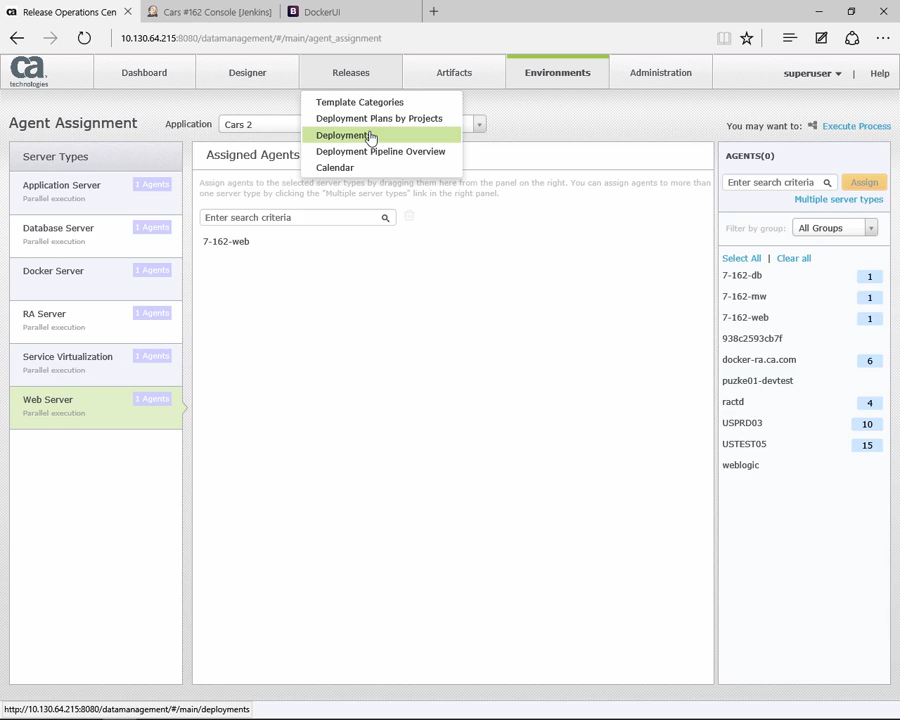 Release Operations Cen
Cars #162 Console [Jenkins]
DockerUI
10.130.64.215:8080/datamanagement/#/main/agent_assignment
ca
technologies
Dashboard
Designer
Releases
Artifacts
Environments
Administration
superuser
|
Help
Template Categories
Deployment Plans by Projects
Deployments
Deployment Pipeline Overview
Calendar
Agent Assignment
Application
Cars 2
You may want to:
Execute Process
Server Types
Application Server
1 Agents
Parallel execution
Database Server
1 Agents
Parallel execution
Docker Server
1 Agents
RA Server
1 Agents
Parallel execution
Service Virtualization
1 Agents
Parallel execution
Web Server
1 Agents
Parallel execution
Assigned Agents
Assign agents to the selected server types by dragging them here from the panel on the right. You can assign agents to more than
one server type by clicking the "Multiple server types" link in the right panel.
Enter search criteria
7-162-web
AGENTS(0)
Enter search criteria
Assign
Multiple server types
Filter by group:
All Groups
Select All | Clear all
7-162-db 1
7-162-mw 1
7-162-web 1
938c2593cb7f
docker-ra.ca.com 6
puzke01-devtest
ractd 4
USPRD03 10
USTEST05 15
weblogic
http://10.130.64.215:8080/datamanagement/#/main/deployments